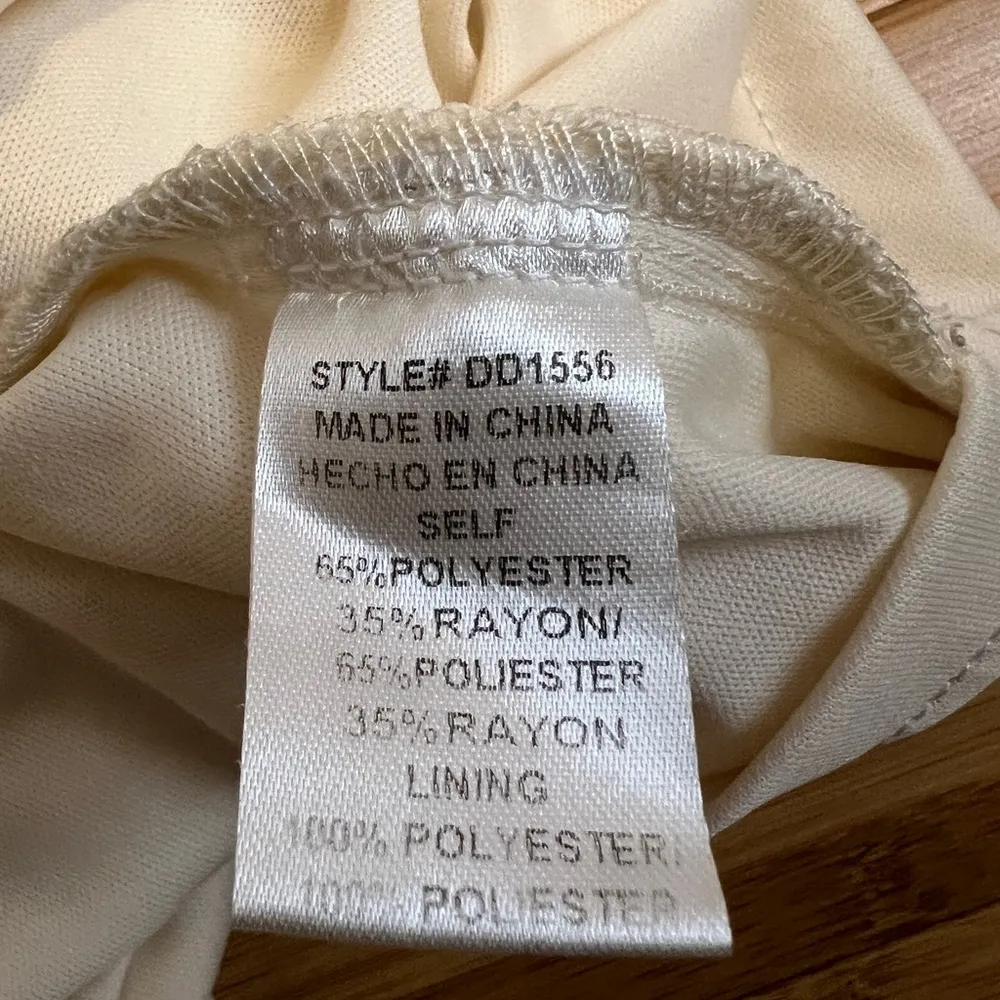 STYLE# DD1556
MADE IN CHINA
HECHO EN CHINA
SELF
65%POLYESTER
35%RAYON/
65%POLIESTER
35%RAYON
LINING
100% POLYESTER/
100% POLIESTER